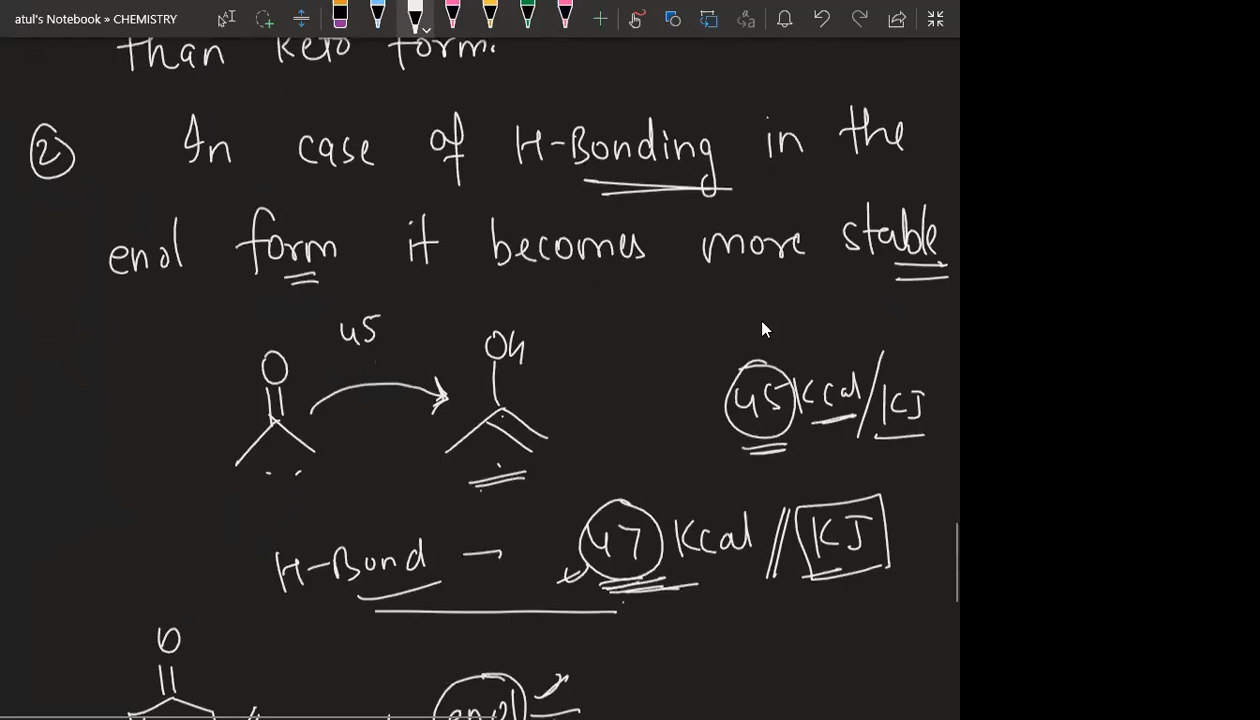 atul's Notebook » CHEMISTRY
than keto form.
② In case of H-Bonding in the
enol form it becomes more stable
45
O
OH
45 Kcal/KJ
H-Bond → 47 Kcal // KJ
O
enol